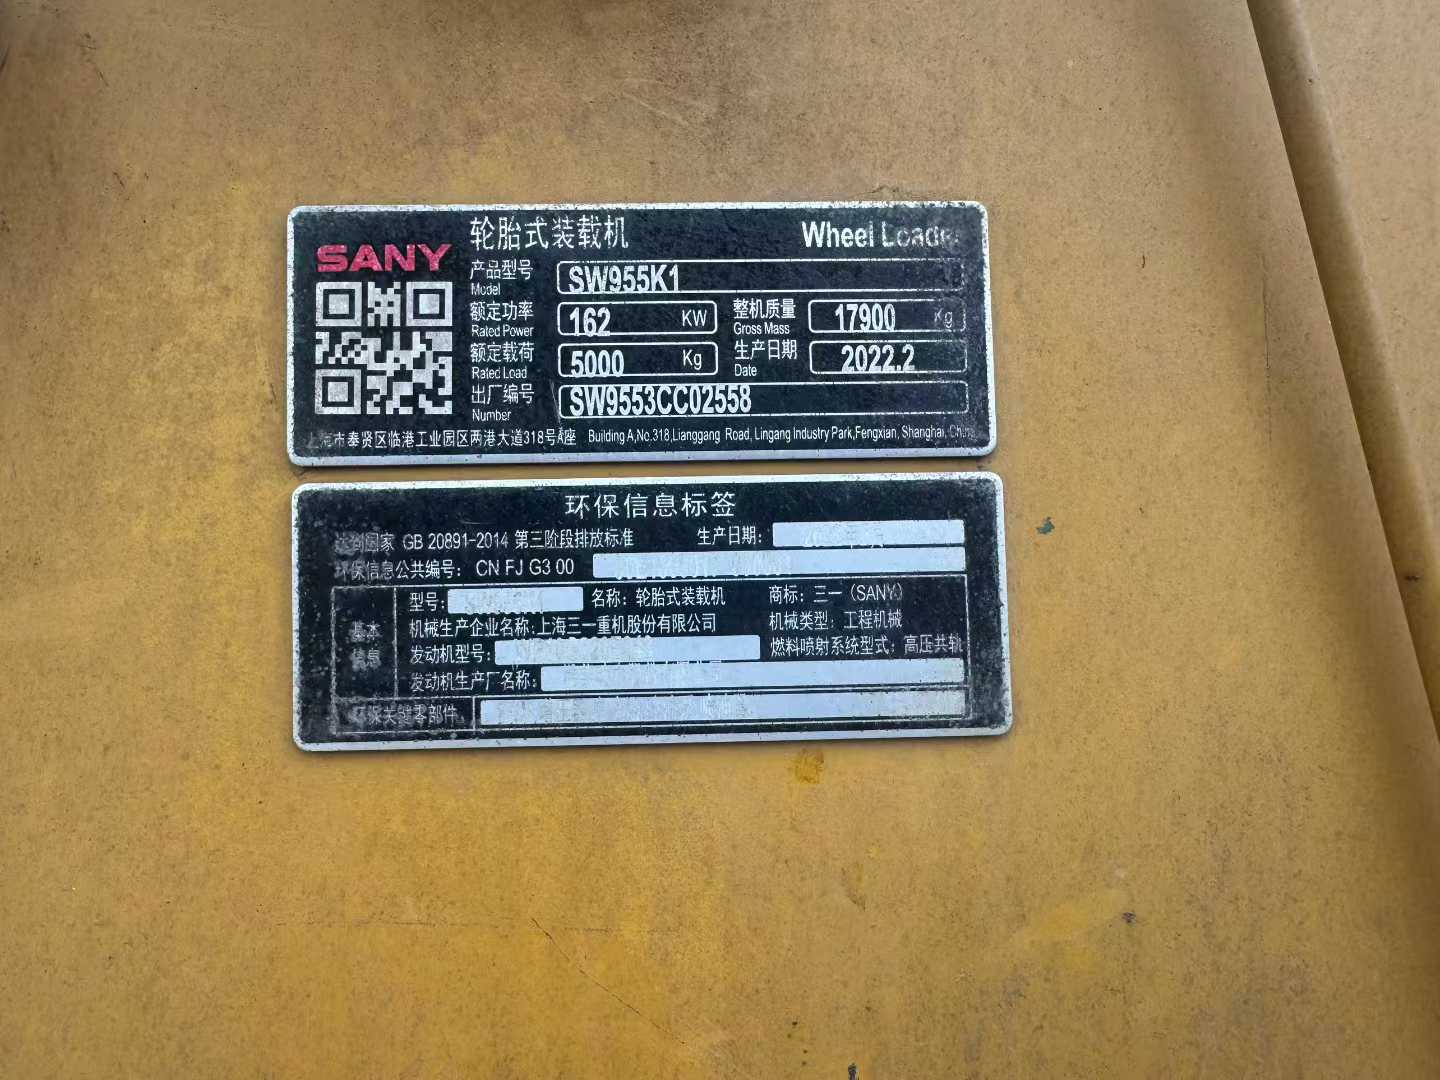 SANY
轮胎式装载机 Wheel Loader
产品型号 Model SW955K1
额定功率 Rated Power 162 KW 整机质量 Gross Mass 17900 Kg
额定载荷 Rated Load 5000 Kg 生产日期 Date 2022.2
出厂编号 Number SW9553CC02558
上海市奉贤区临港工业园区两港大道318号A座 Building A,No.318,Lianggang Road, Lingang Industry Park,Fengxian, Shanghai, China
环保信息标签
达到国家 GB 20891-2014 第三阶段排放标准 生产日期:
环保信息公共编号: CN FJ G3 00
基本信息
型号: 名称: 轮胎式装载机 商标: 三一 (SANY)
机械生产企业名称:上海三一重机股份有限公司 机械类型: 工程机械
发动机型号: 燃料喷射系统型式: 高压共轨
发动机生产厂名称:
环保关键零部件